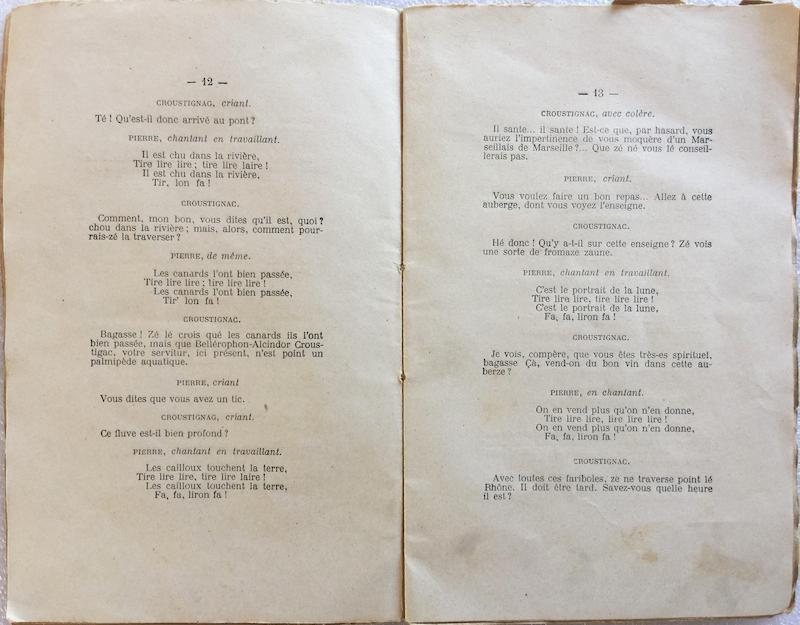 — 12 —
CROUSTIGNAG, criant.
Té ! Qu'est-il donc arrivé au pont ?
PIERRE, chantant en travaillant.
Il est chu dans la rivière,
Tire lire lire ; tire lire laire !
Il est chu dans la rivière,
Tir, lon fa !
CROUSTIGNAG.
Comment, mon bon, vous dites qu'il est, quoi ?
chou dans la rivière ; mais, alors, comment pour-
rais-zé la traverser ?
PIERRE, de même.
Les canards l'ont bien passée,
Tire lire lire ; tire lire lire !
Les canards l'ont bien passée,
Tir' lon fa !
CROUSTIGNAG.
Bagasse ! Zé lé crois qué les canards ils l'ont
bien passée, mais que Bellérophon-Alcindor Crous-
tigac, votre servitur, ici présent, n'est point un
palmipède aquatique.
PIERRE, criant
Vous dites que vous avez un tic.
CROUSTIGNAG, criant.
Ce fluve est-il bien profond ?
PIERRE, chantant en travaillant.
Les cailloux touchent la terre,
Tire lire lire, tire lire laire !
Les cailloux touchent la terre,
Fa, fa, liron fa !
— 13 —
CROUSTIGNAC, avec colère.
Il sante... il sante ! Est-ce que, par hasard, vous
auriez l'impertinence de vous moquère d'un Mar-
seillais de Marseille ?... Que zé né vous lé conseil-
lerais pas.
PIERRE, criant.
Vous voulez faire un bon repas... Allez à cette
auberge, dont vous voyez l'enseigne.
CROUSTIGNAC.
Hé donc ! Qu'y a-t-il sur cette enseigne ? Zé vois
une sorte de fromaze zaune.
PIERRE, chantant en travaillant.
C'est le portrait de la lune,
Tire lire lire, tire lire lire !
C'est le portrait de la lune,
Fa, fa, liron fa !
CROUSTIGNAC.
Je vois, compère, que vous êtes très-es spirituel,
bagasse Çà, vend-on du bon vin dans cette au-
berze ?
PIERRE, en chantant.
On en vend plus qu'on n'en donne,
Tire lire lire, lire lire lire !
On en vend plus qu'on n'en donne,
Fa, fa, liron fa !
CROUSTIGNAC.
Avec toutes ces fariboles, zé ne traverse point lé
Rhône. Il doit être tard. Savez-vous quelle heure
il est ?